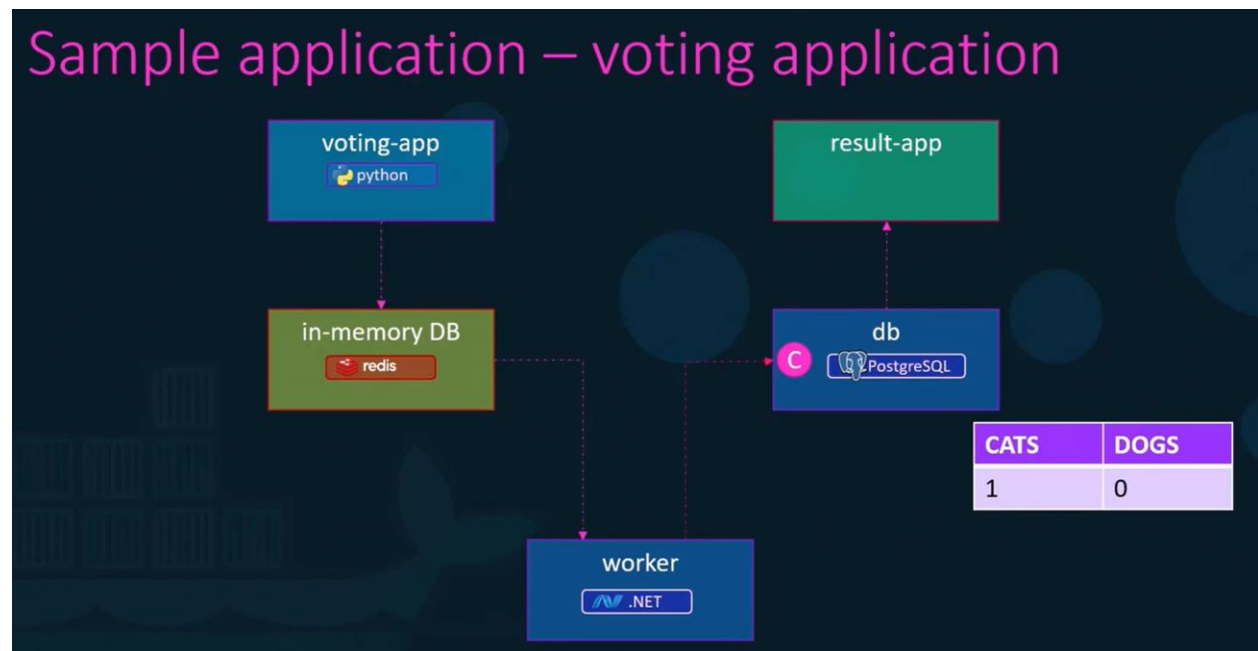 Sample application – voting application
voting-app
python
result-app
in-memory DB
redis
db
C
PostgreSQL
CATS DOGS
1 0
worker
.NET